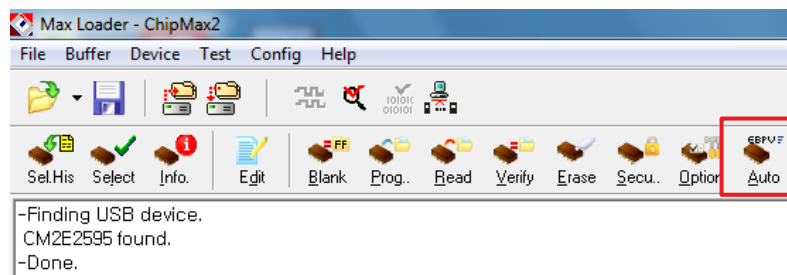 Max Loader - ChipMax2
File Buffer Device Test Config Help
Sel.His Select Info. Edit Blank Prog.. Read Verify Erase Secu.. Option Auto
-Finding USB device.
CM2E2595 found.
-Done.